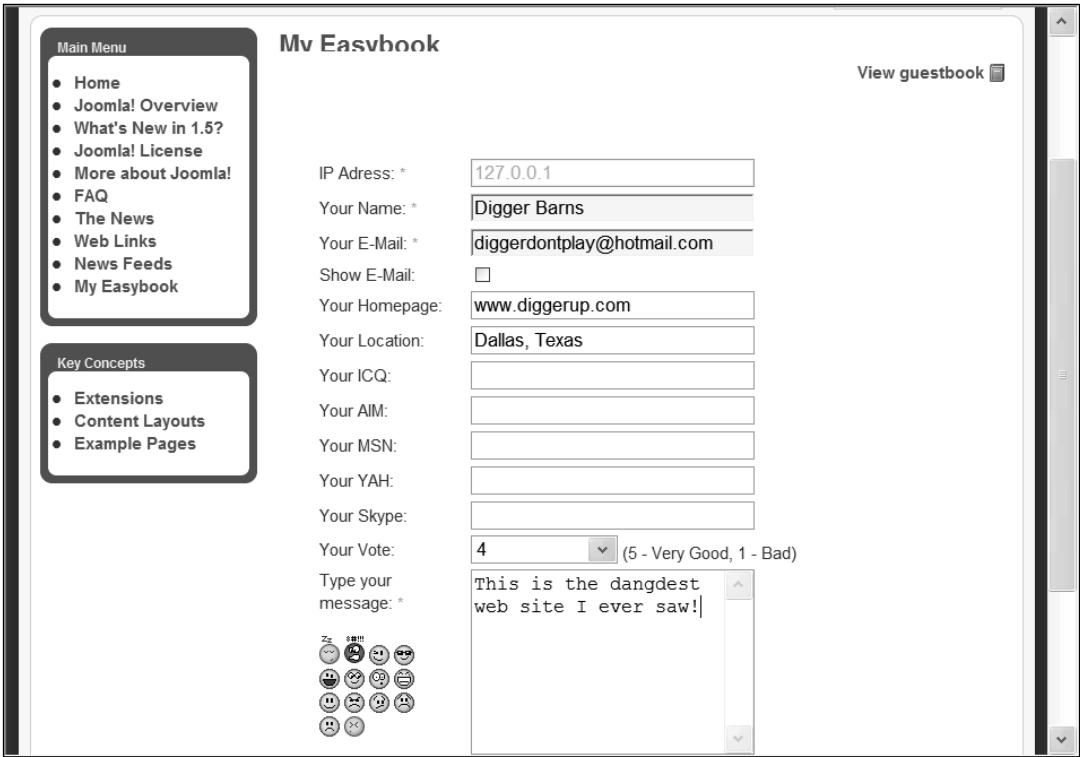 Main Menu
Home
Joomla! Overview
What's New in 1.5?
Joomla! License
More about Joomla!
FAQ
The News
Web Links
News Feeds
My Easybook
Key Concepts
Extensions
Content Layouts
Example Pages
My Easybook
View guestbook
IP Adress: * 127.0.0.1
Your Name: * Digger Barns
Your E-Mail: * diggerdontplay@hotmail.com
Show E-Mail:
Your Homepage: www.diggerup.com
Your Location: Dallas, Texas
Your ICQ:
Your AIM:
Your MSN:
Your YAH:
Your Skype:
Your Vote: 4 (5 - Very Good, 1 - Bad)
Type your
message: *
This is the dangdest
web site I ever saw!
Zz $#!!!